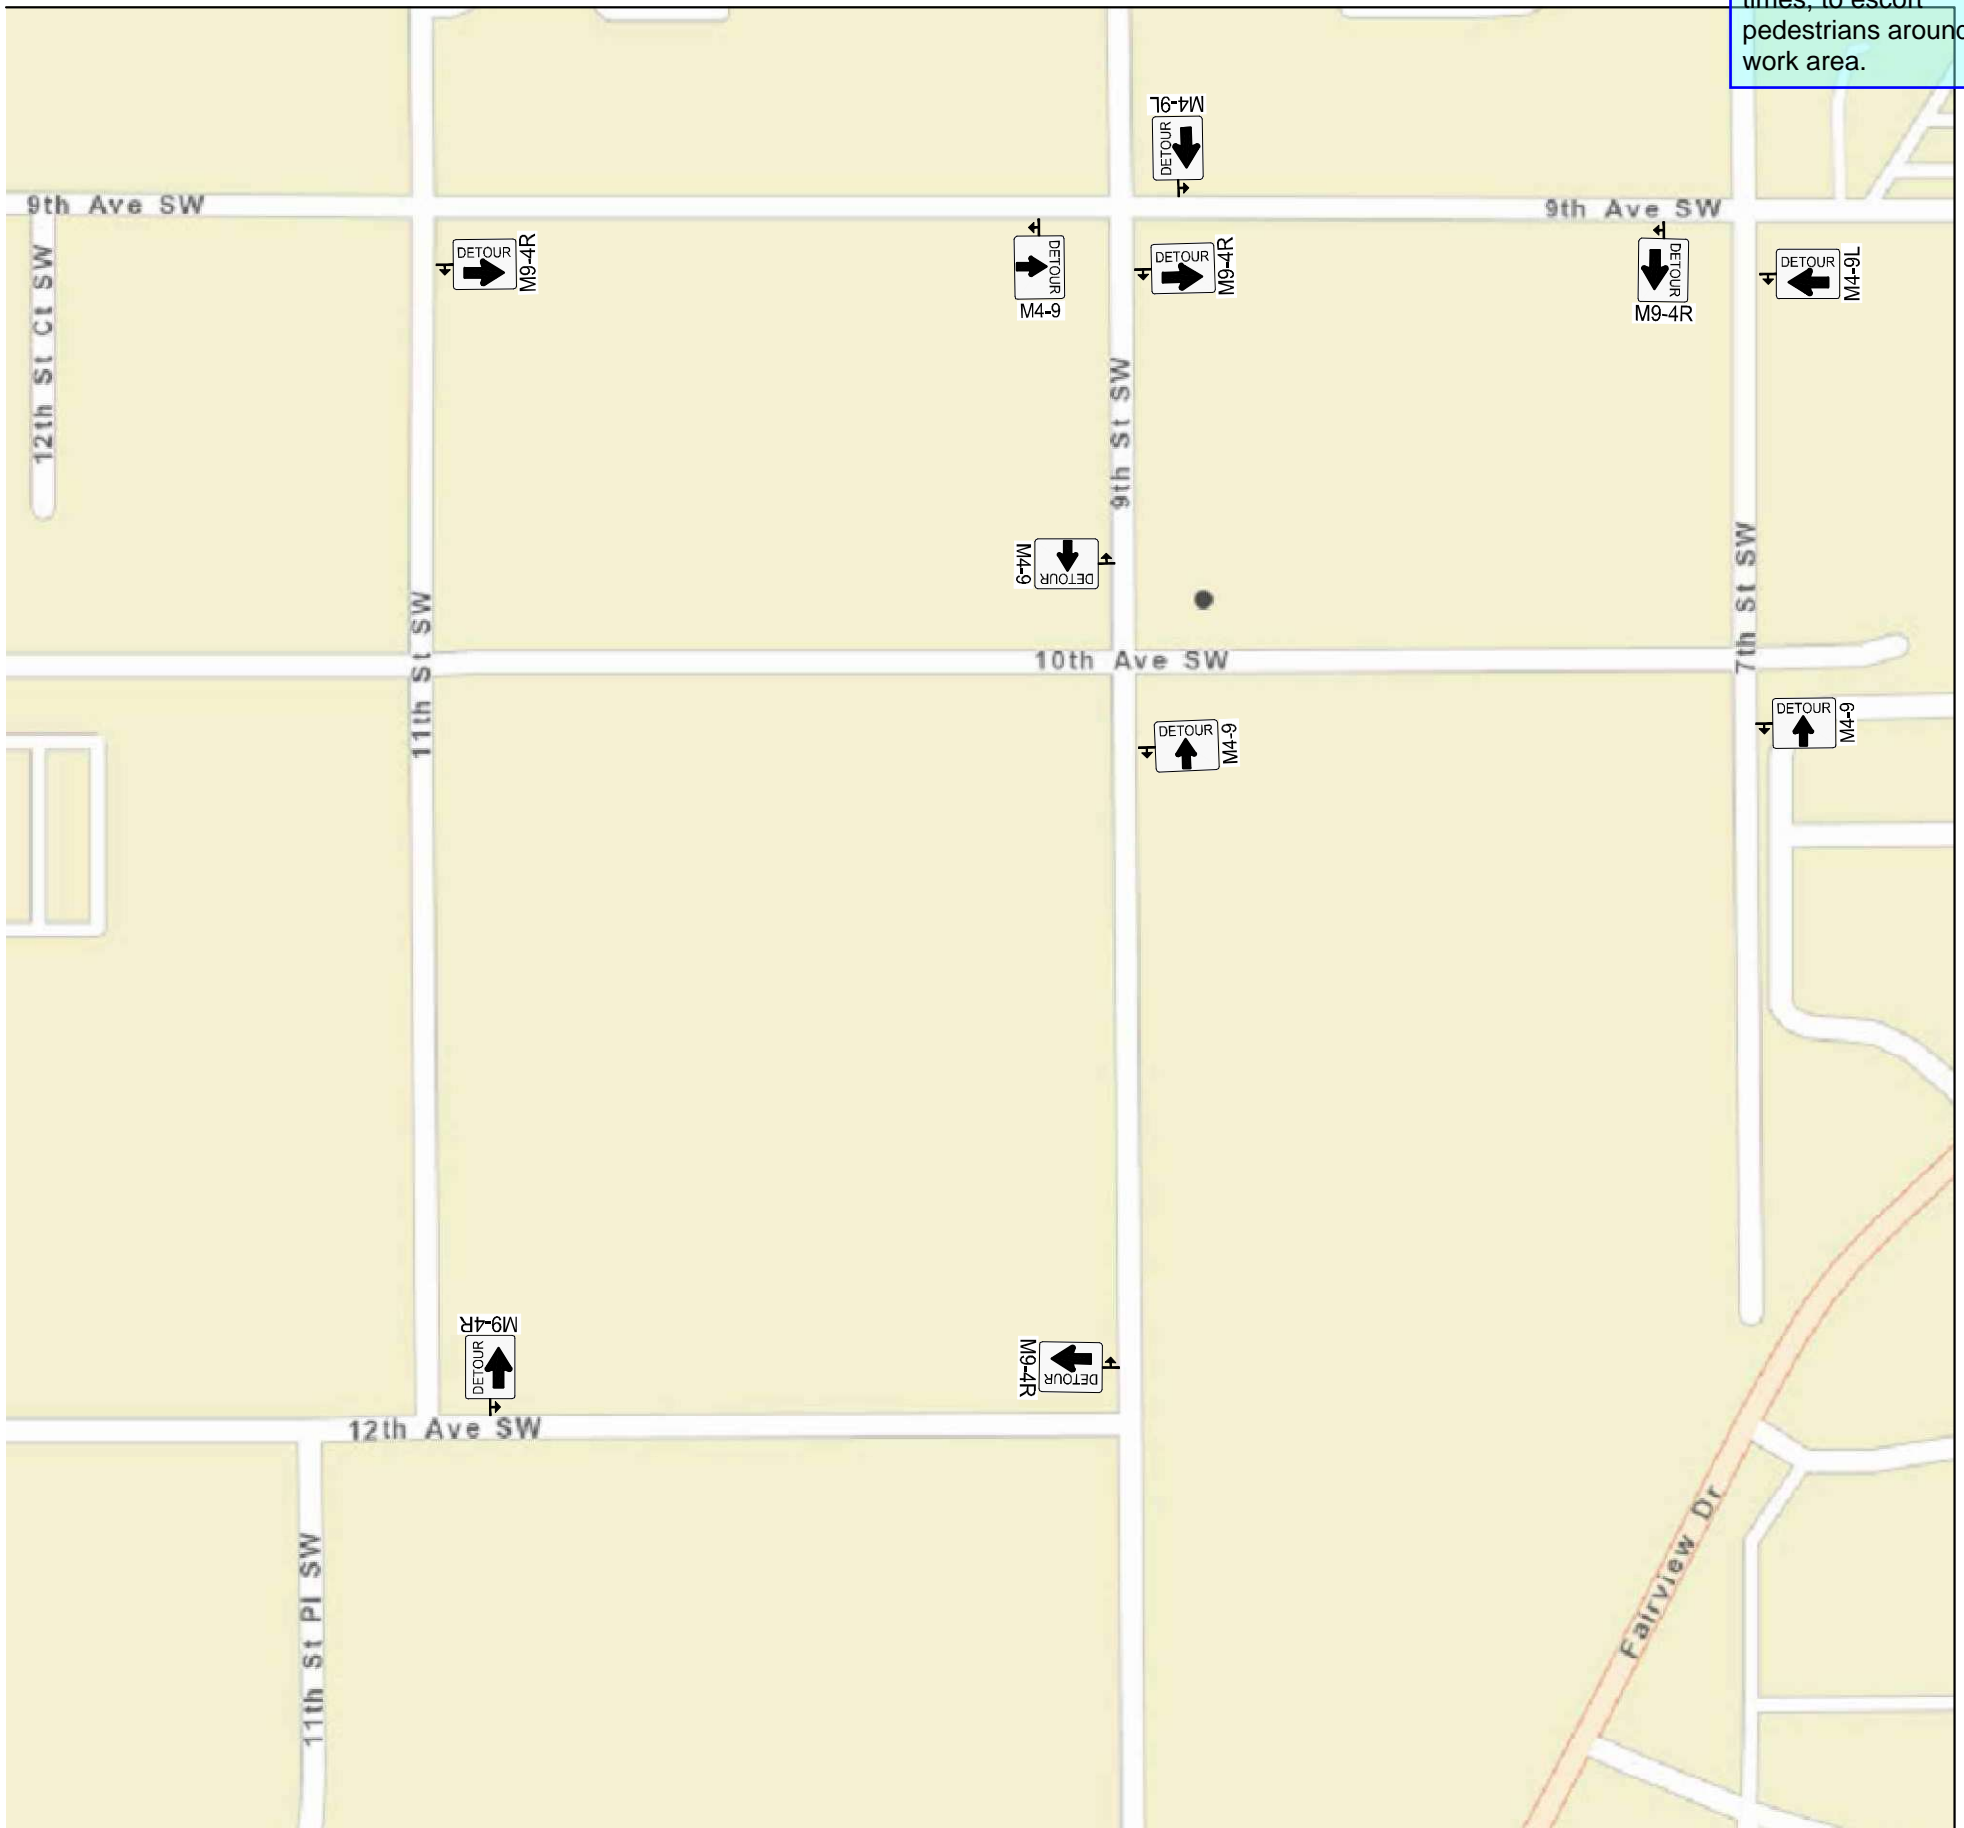 times, to escort
pedestrians around
work area.
M4-9L
DETOUR
9th Ave SW
9th Ave SW
DETOUR
M9-4R
DETOUR
M4-9
DETOUR
M9-4R
DETOUR
M9-4R
DETOUR
M4-9L
12th St Ct SW
9th St SW
M4-9
DETOUR
11th St SW
7th St SW
10th Ave SW
DETOUR
M4-9
DETOUR
M4-9
M9-4R
DETOUR
M9-4R
DETOUR
12th Ave SW
11th st Pl SW
Fairview Dr